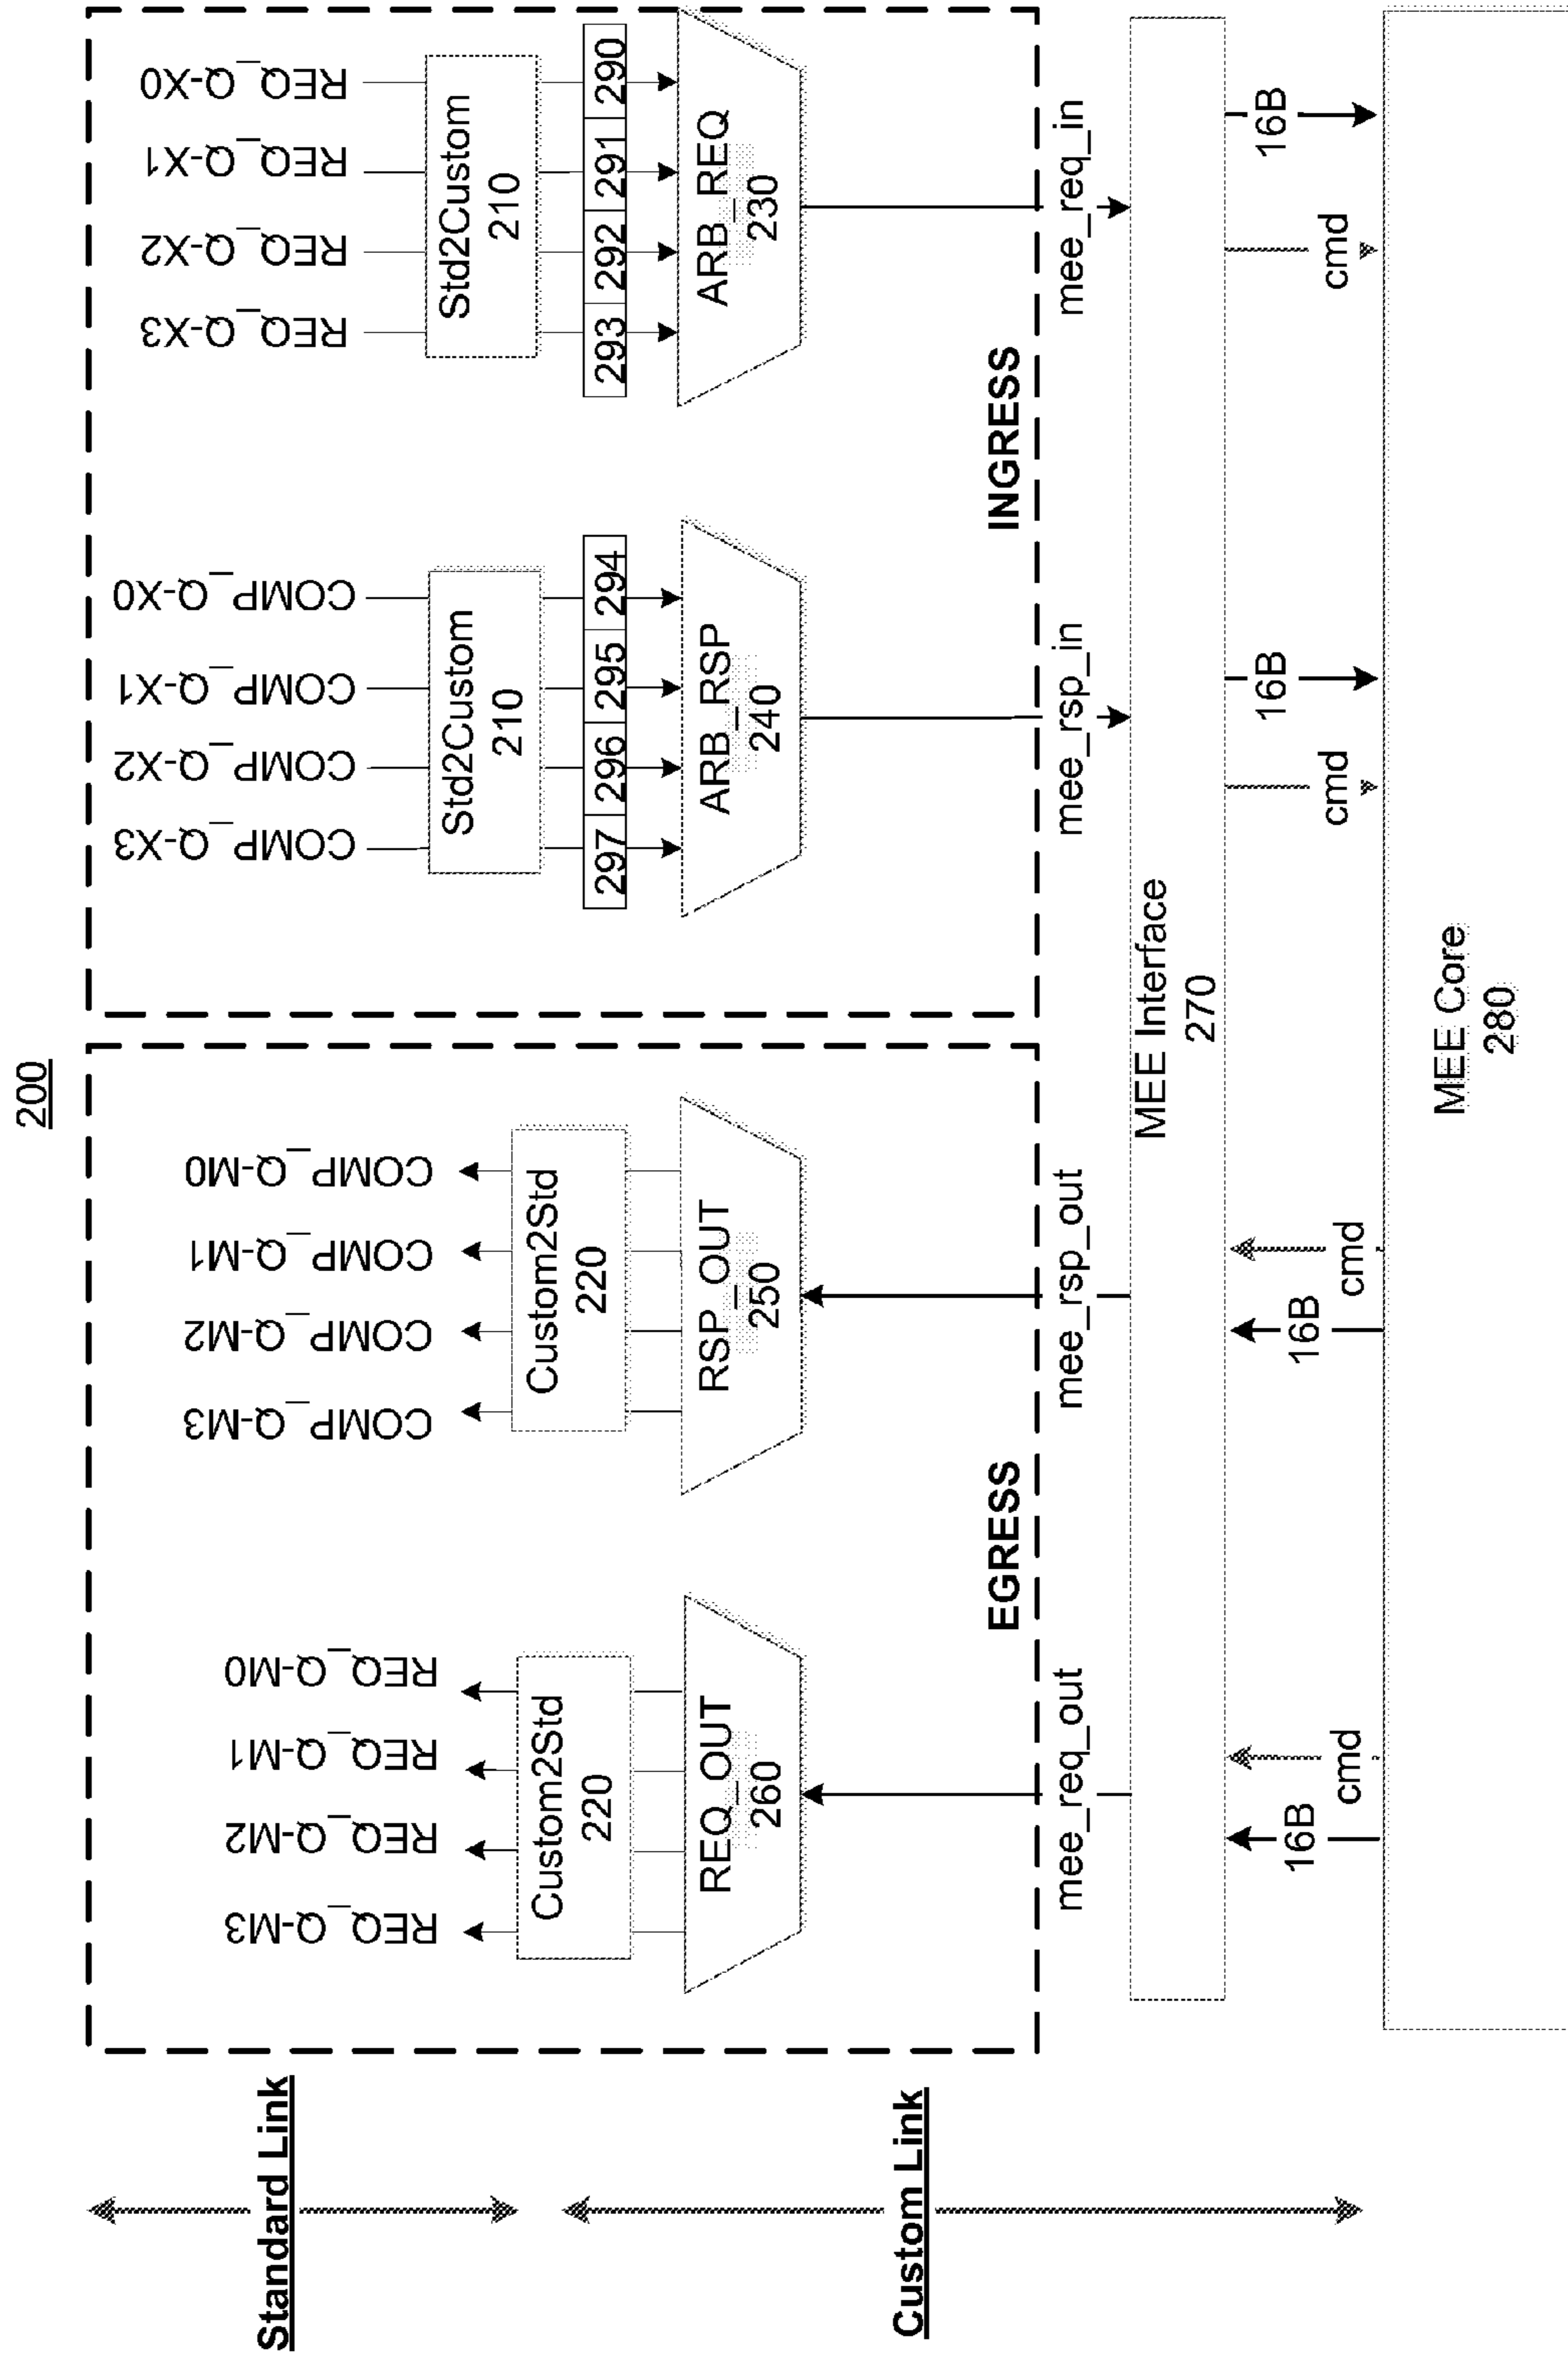 200
Standard Link
Custom Link
REQ_Q-M3
REQ_Q-M2
REQ_Q-M1
REQ_Q-M0
COMP_Q-M3
COMP_Q-M2
COMP_Q-M1
COMP_Q-M0
COMP_Q-X3
COMP_Q-X2
COMP_Q-X1
COMP_Q-X0
REQ_Q-X3
REQ_Q-X2
REQ_Q-X1
REQ_Q-X0
Custom2Std
220
Custom2Std
220
Std2Custom
210
Std2Custom
210
297
296
295
294
293
292
291
290
REQ_OUT
260
RSP_OUT
250
ARB_RSP
240
ARB_REQ
230
EGRESS
INGRESS
mee_req_out
mee_rsp_out
mee_rsp_in
mee_req_in
MEE Interface
270
16B
cmd
16B
cmd
cmd
16B
cmd
16B
MEE Core
280